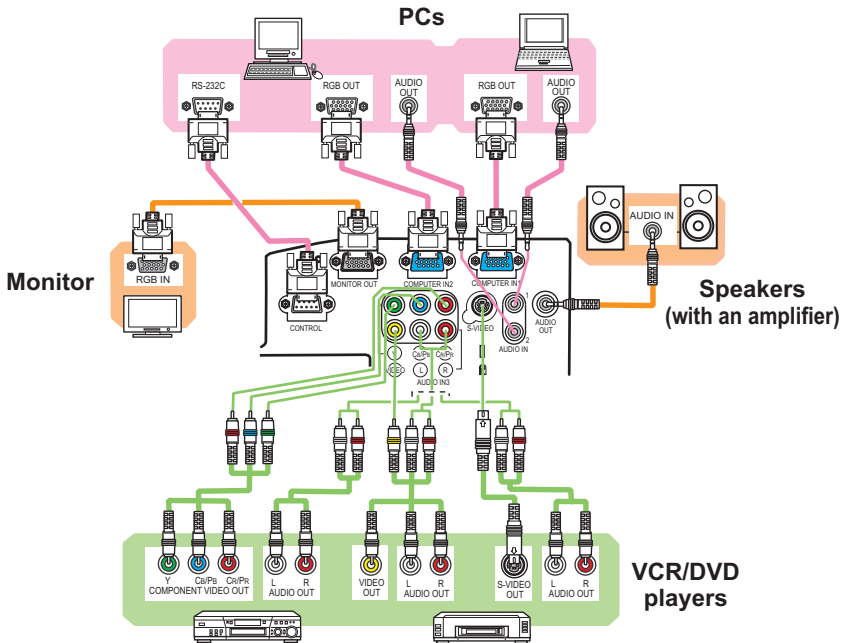 PCs
RS-232C
RGB OUT
AUDIO
OUT
RGB OUT
AUDIO
OUT
AUDIO IN
RGB IN
Monitor
MONITOR OUT
COMPUTER IN2
COMPUTER IN1
CONTROL
S-VIDEO
1
2
AUDIO IN
AUDIO
OUT
Speakers
(with an amplifier)
Y
CB/PB
CR/PR
VIDEO
L
R
AUDIO IN3
Y
CB/PB
CR/PR
COMPONENT VIDEO OUT
L
R
AUDIO OUT
VIDEO
OUT
L
R
AUDIO OUT
S-VIDEO
OUT
L
R
AUDIO OUT
VCR/DVD
players